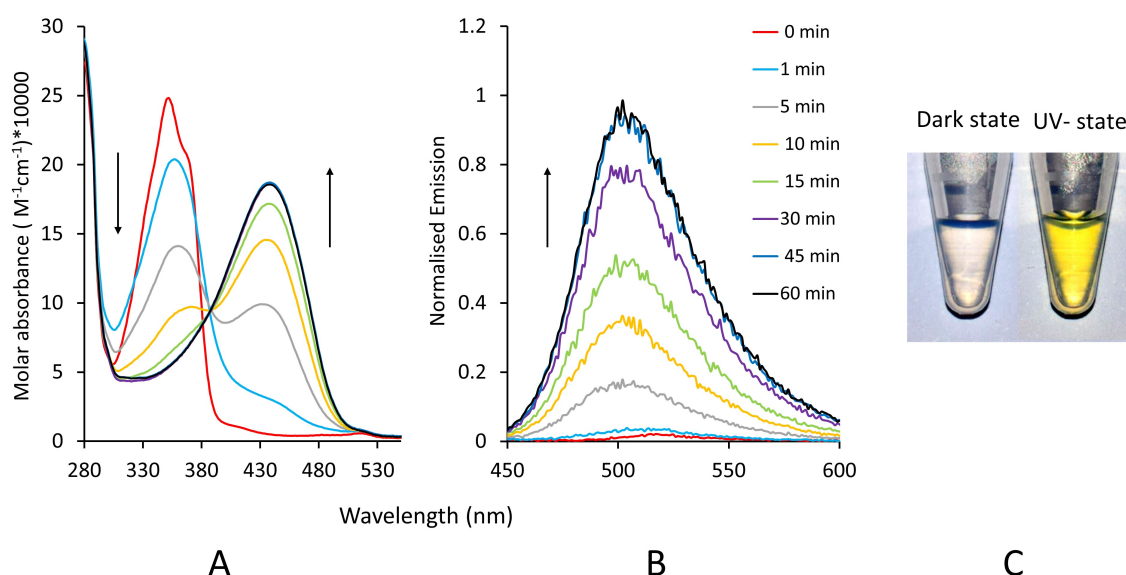 Molar absorbance ( M⁻¹cm⁻¹)*10000
30
25
20
15
10
5
0
280 330 380 430 480 530
Normalised Emission
1.2
1
0.8
0.6
0.4
0.2
0
450 500 550 600
0 min
1 min
5 min
10 min
15 min
30 min
45 min
60 min
Dark state UV- state
Wavelength (nm)
A B C